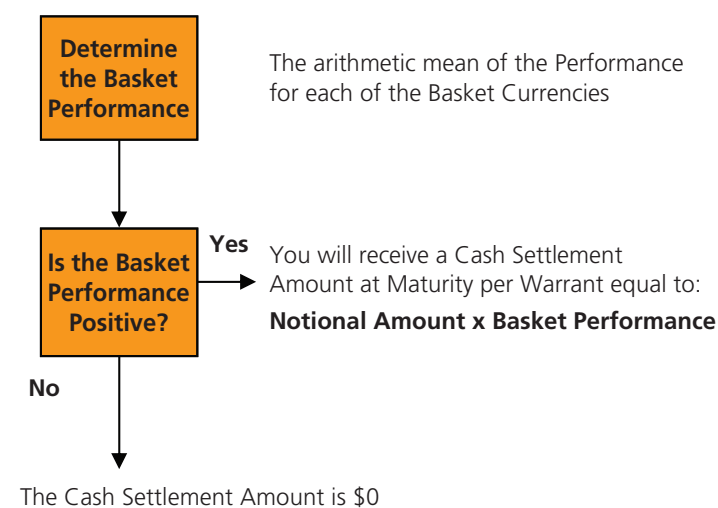 Determine
the Basket
Performance
The arithmetic mean of the Performance
for each of the Basket Currencies
Is the Basket
Performance
Positive?
Yes
You will receive a Cash Settlement
Amount at Maturity per Warrant equal to:
Notional Amount x Basket Performance
No
The Cash Settlement Amount is $0